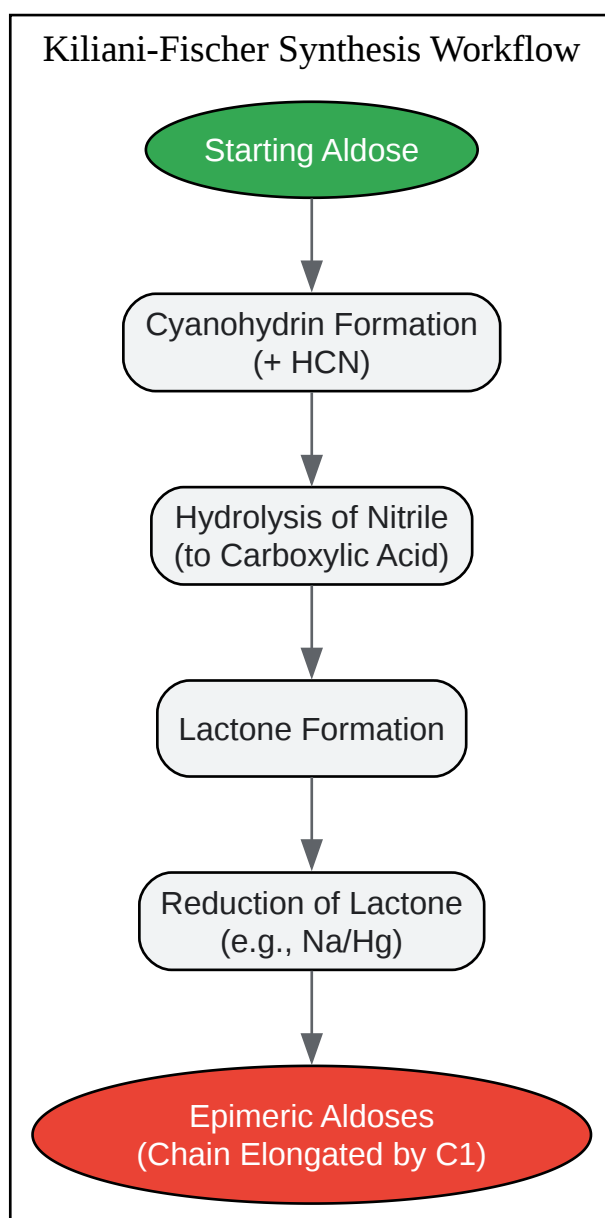 Kiliani-Fischer Synthesis Workflow
Starting Aldose
Cyanohydrin Formation
(+ HCN)
Hydrolysis of Nitrile
(to Carboxylic Acid)
Lactone Formation
Reduction of Lactone
(e.g., Na/Hg)
Epimeric Aldoses
(Chain Elongated by C1)